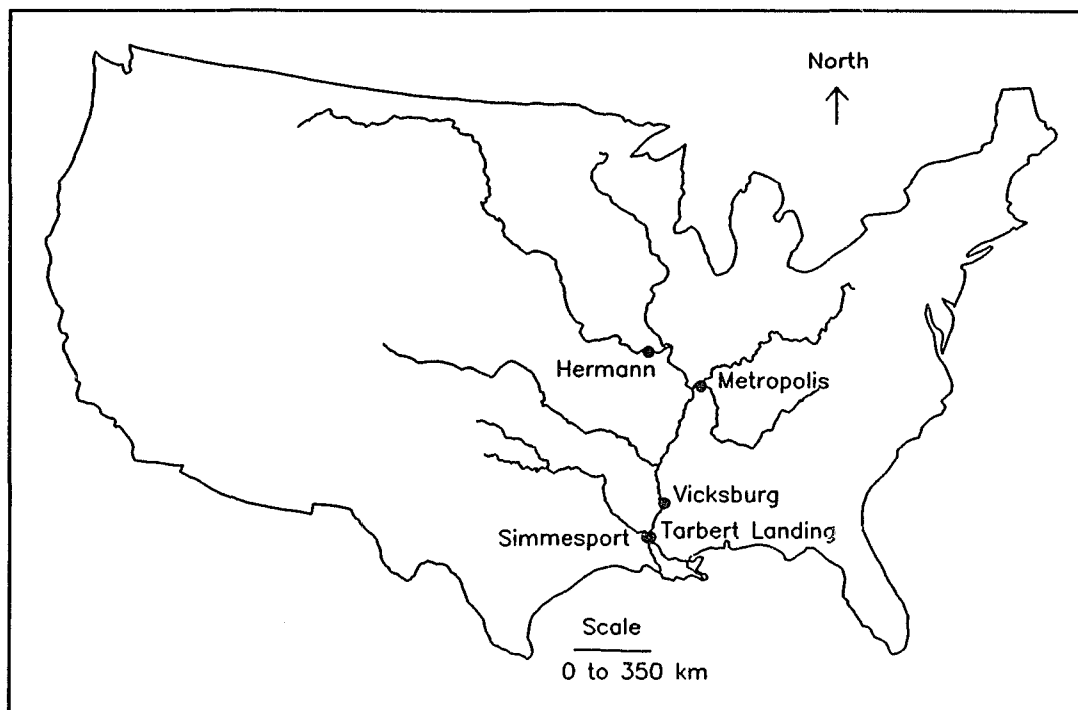 North
Hermann
Metropolis
Vicksburg
Simmesport
Tarbert Landing
Scale
0 to 350 km